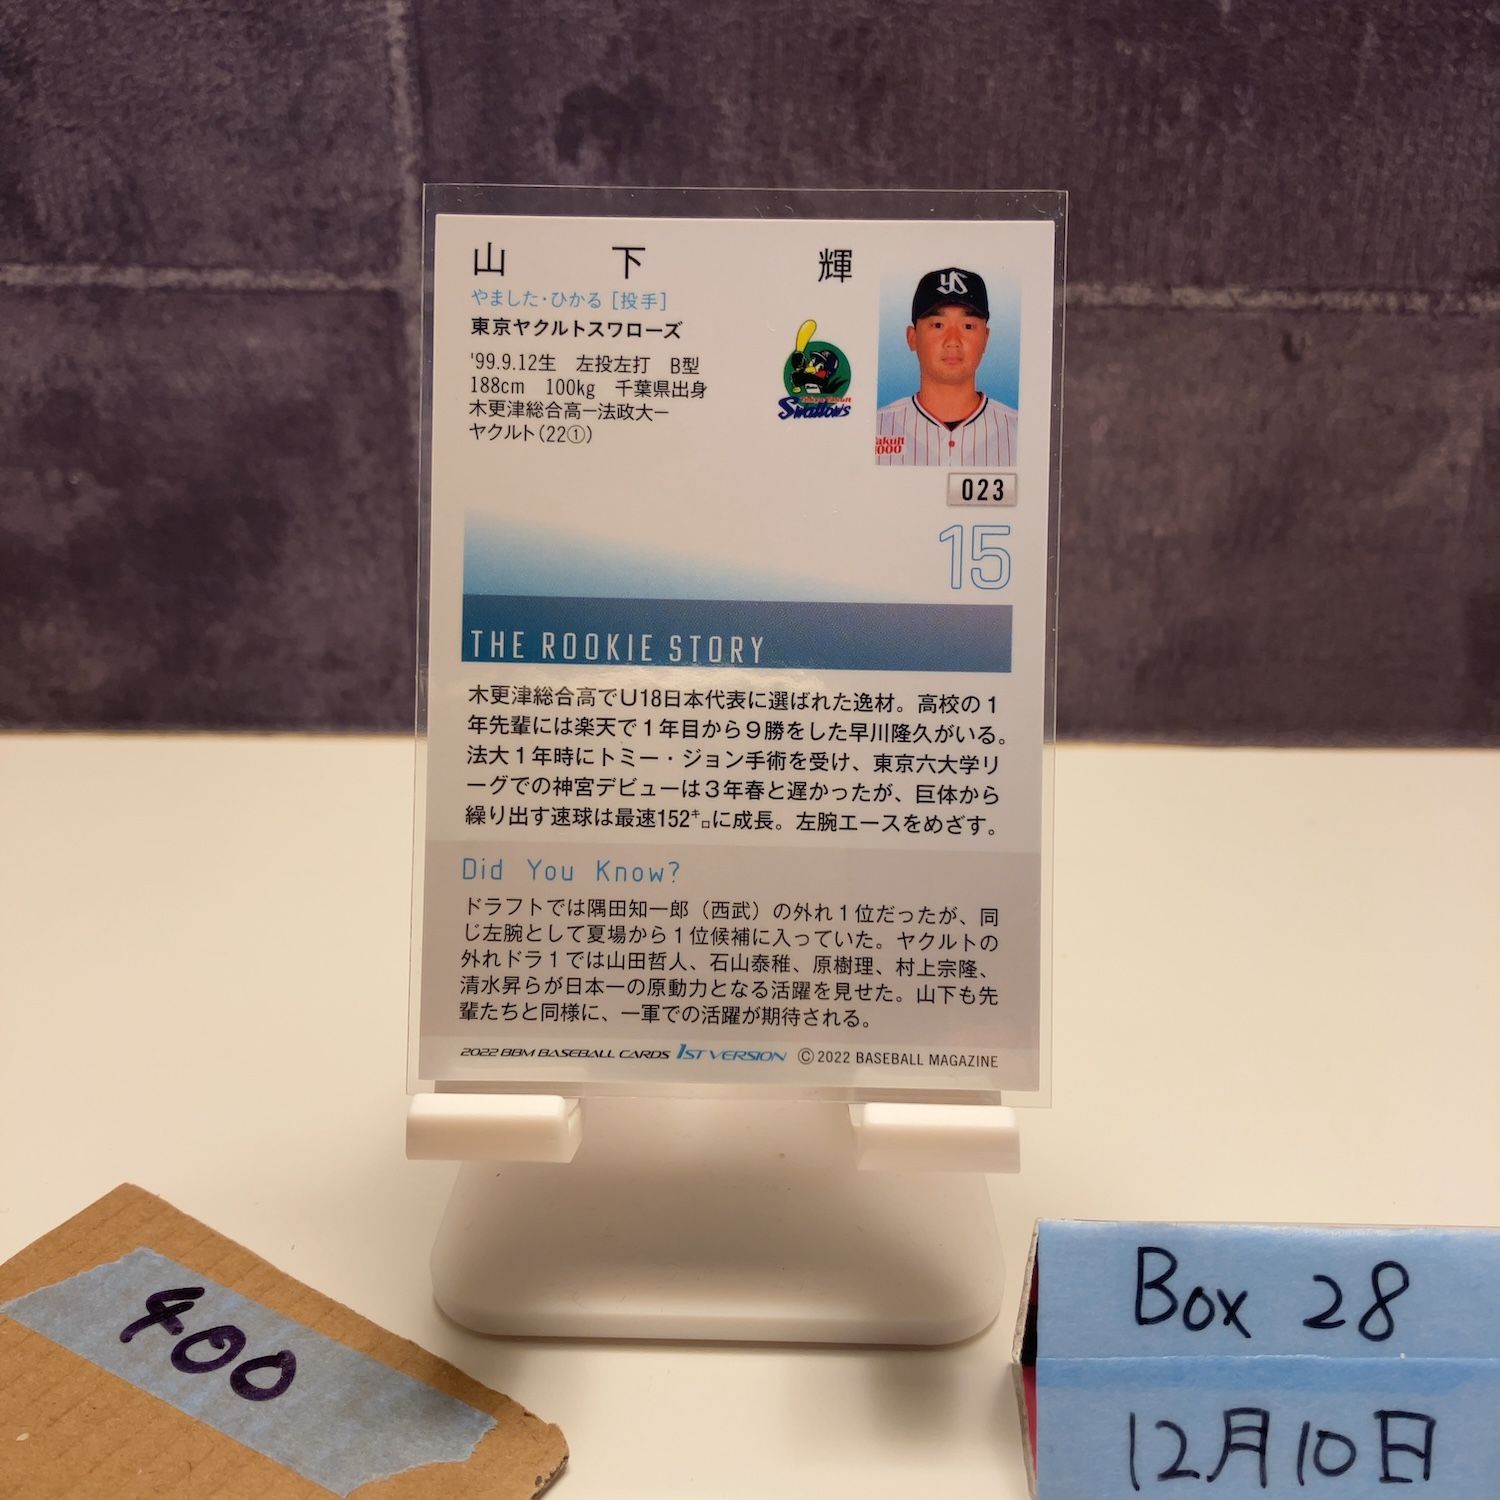 山下 輝
やました・ひかる [投手]
東京ヤクルトスワローズ
'99.9.12生 左投左打 B型
188cm 100kg 千葉県出身
木更津総合高ー法政大ー
ヤクルト(22①)
YS
Tokyo Yakult
Swallows
akult
1000
023
15
THE ROOKIE STORY
木更津総合高でU18日本代表に選ばれた逸材。高校の1
年先輩には楽天で1年目から9勝をした早川隆久がいる。
法大1年時にトミー・ジョン手術を受け、東京六大学リ
ーグでの神宮デビューは3年春と遅かったが、巨体から
繰り出す速球は最速152㌔に成長。左腕エースをめざす。
Did You Know?
ドラフトでは隅田知一郎(西武)の外れ1位だったが、同
じ左腕として夏場から1位候補に入っていた。ヤクルトの
外れドラ1では山田哲人、石山泰稚、原樹理、村上宗隆、
清水昇らが日本一の原動力となる活躍を見せた。山下も先
輩たちと同様に、一軍での活躍が期待される。
2022 BBM BASEBALL CARDS 1ST VERSION ©2022 BASEBALL MAGAZINE
400
Box 28
12月10日